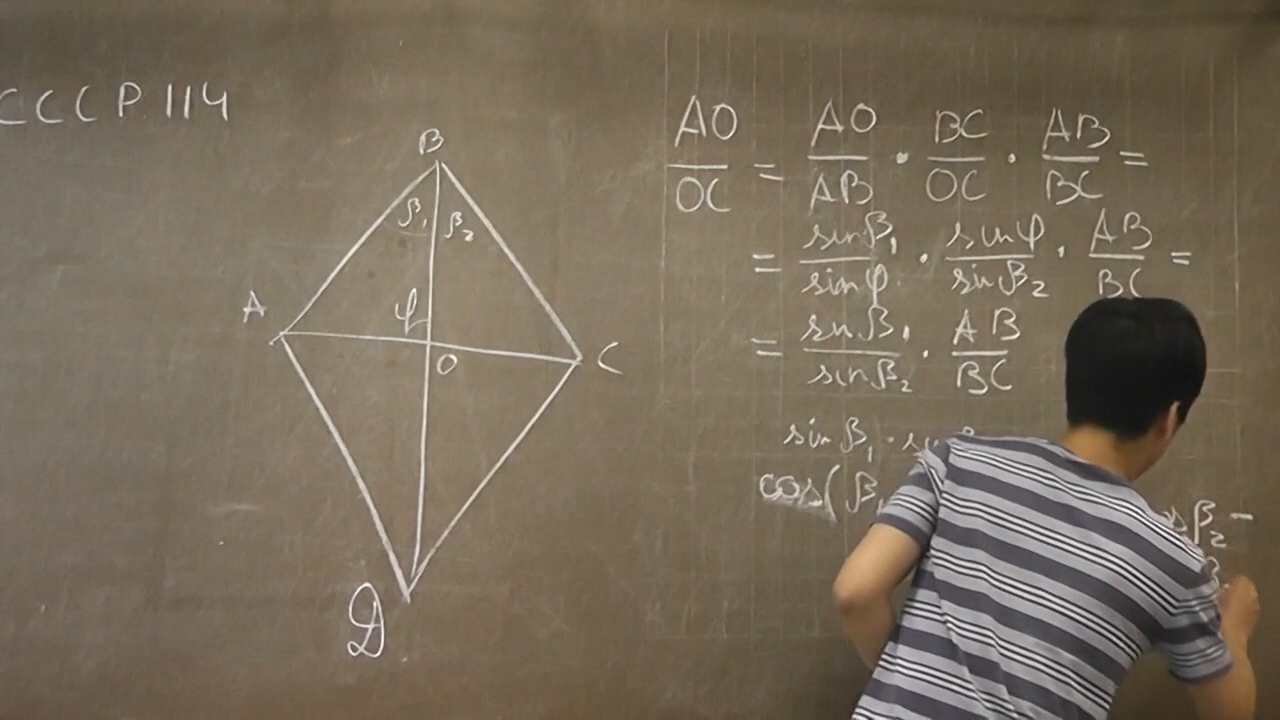 СССР 114
B
β₁ β₂
A
φ
O
C
D
AO/OC = AO/AB · BC/OC · AB/BC =
= sinβ₁/sinφ · sinφ/sinβ₂ · AB/BC =
= sinβ₁/sinβ₂ · AB/BC
sinβ₁ ·
cos(β₁ β₂ −